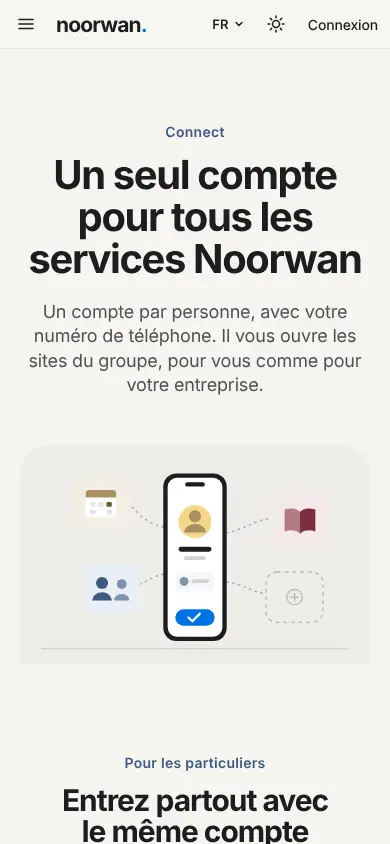 noorwan.
FR
Connexion
Connect
Un seul compte
pour tous les
services Noorwan
Un compte par personne, avec votre
numéro de téléphone. Il vous ouvre les
sites du groupe, pour vous comme pour
votre entreprise.
Pour les particuliers
Entrez partout avec
le même compte